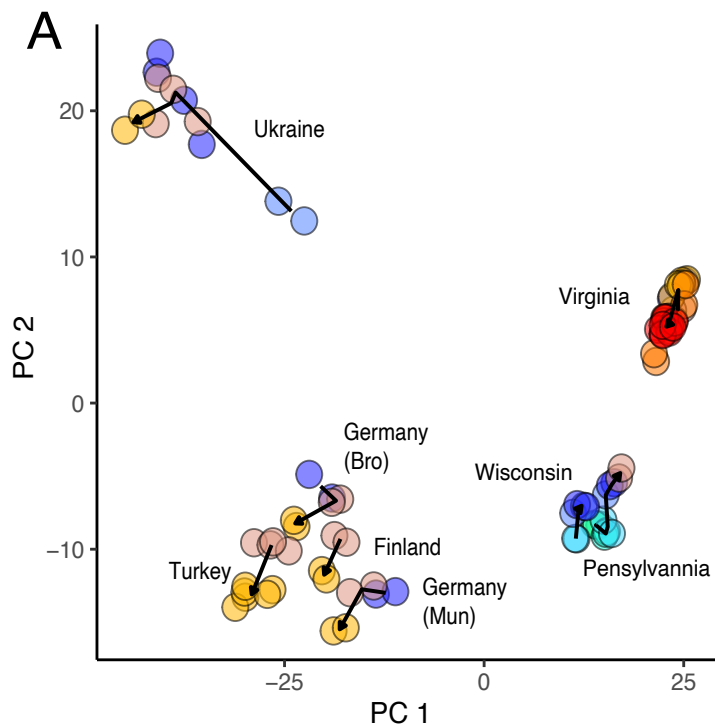 A
20
Ukraine
10
Virginia
PC 2
0
Germany
(Bro)
Wisconsin
−10
Finland
Turkey
Pensylvannia
Germany
(Mun)
−25
0
25
PC 1